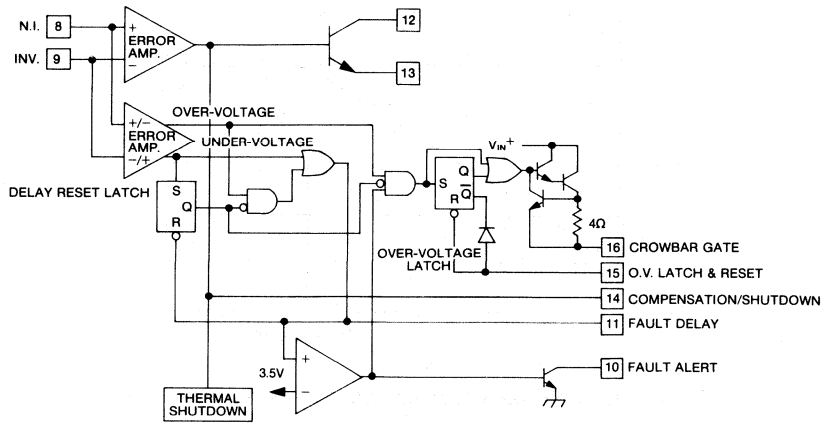 N.I. 8
+
ERROR
AMP.
−
12
INV. 9
13
OVER-VOLTAGE
+/−
ERROR
AMP.
−/+
UNDER-VOLTAGE
VIN+
DELAY RESET LATCH
S
Q
R
S
Q
Q
R
4Ω
OVER-VOLTAGE
LATCH
16 CROWBAR GATE
15 O.V. LATCH & RESET
14 COMPENSATION/SHUTDOWN
11 FAULT DELAY
+
3.5V
−
10 FAULT ALERT
THERMAL
SHUTDOWN